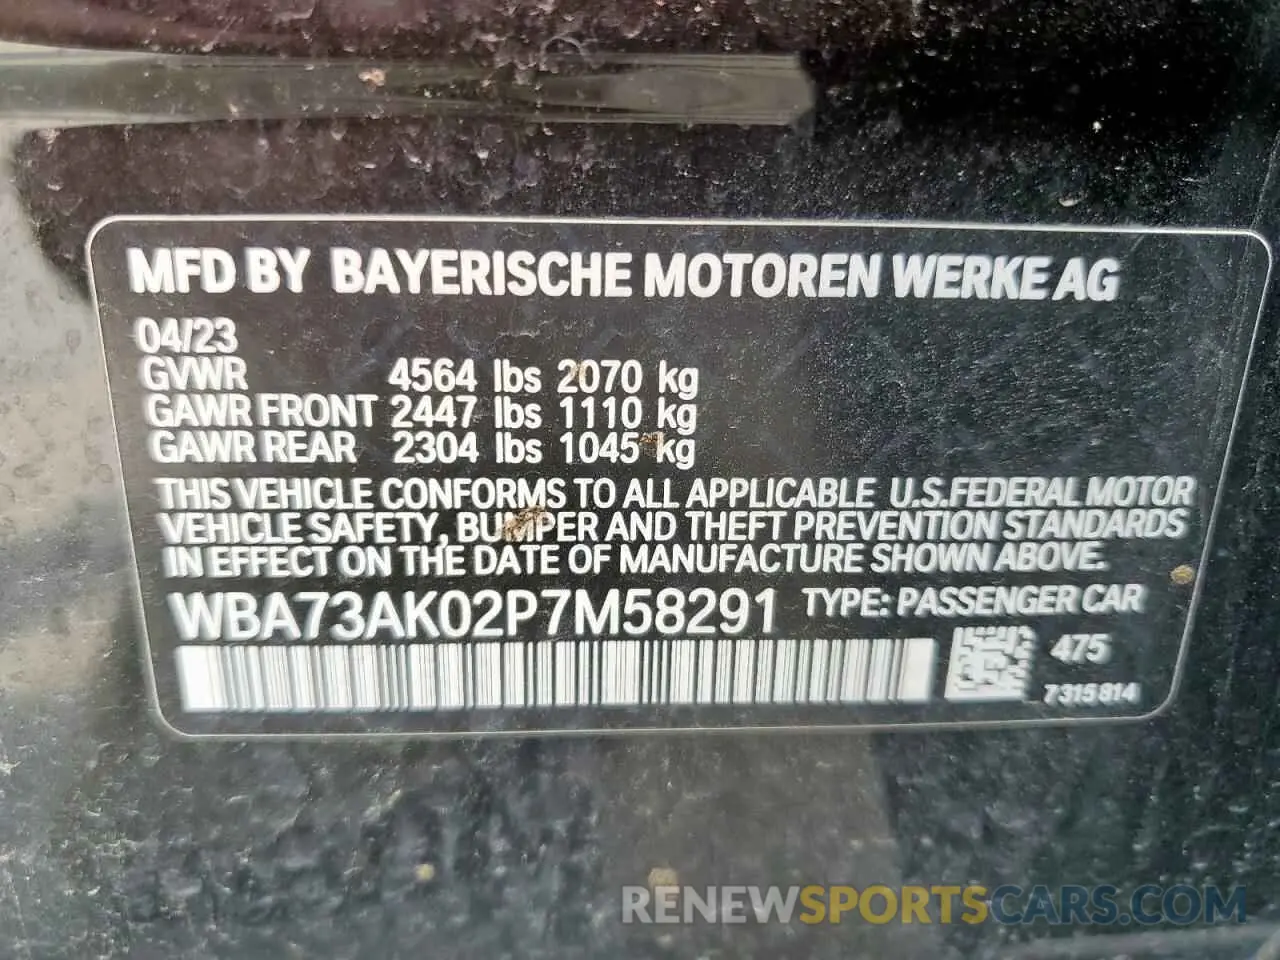 MFD BY BAYERISCHE MOTOREN WERKE AG
04/23
GVWR 4564 lbs 2070 kg
GAWR FRONT 2447 lbs 1110 kg
GAWR REAR 2304 lbs 1045 kg
THIS VEHICLE CONFORMS TO ALL APPLICABLE U.S.FEDERAL MOTOR
VEHICLE SAFETY, BUMPER AND THEFT PREVENTION STANDARDS
IN EFFECT ON THE DATE OF MANUFACTURE SHOWN ABOVE.
WBA73AK02P7M58291 TYPE: PASSENGER CAR
475
7315814
RENEWSPORTSCARS.COM